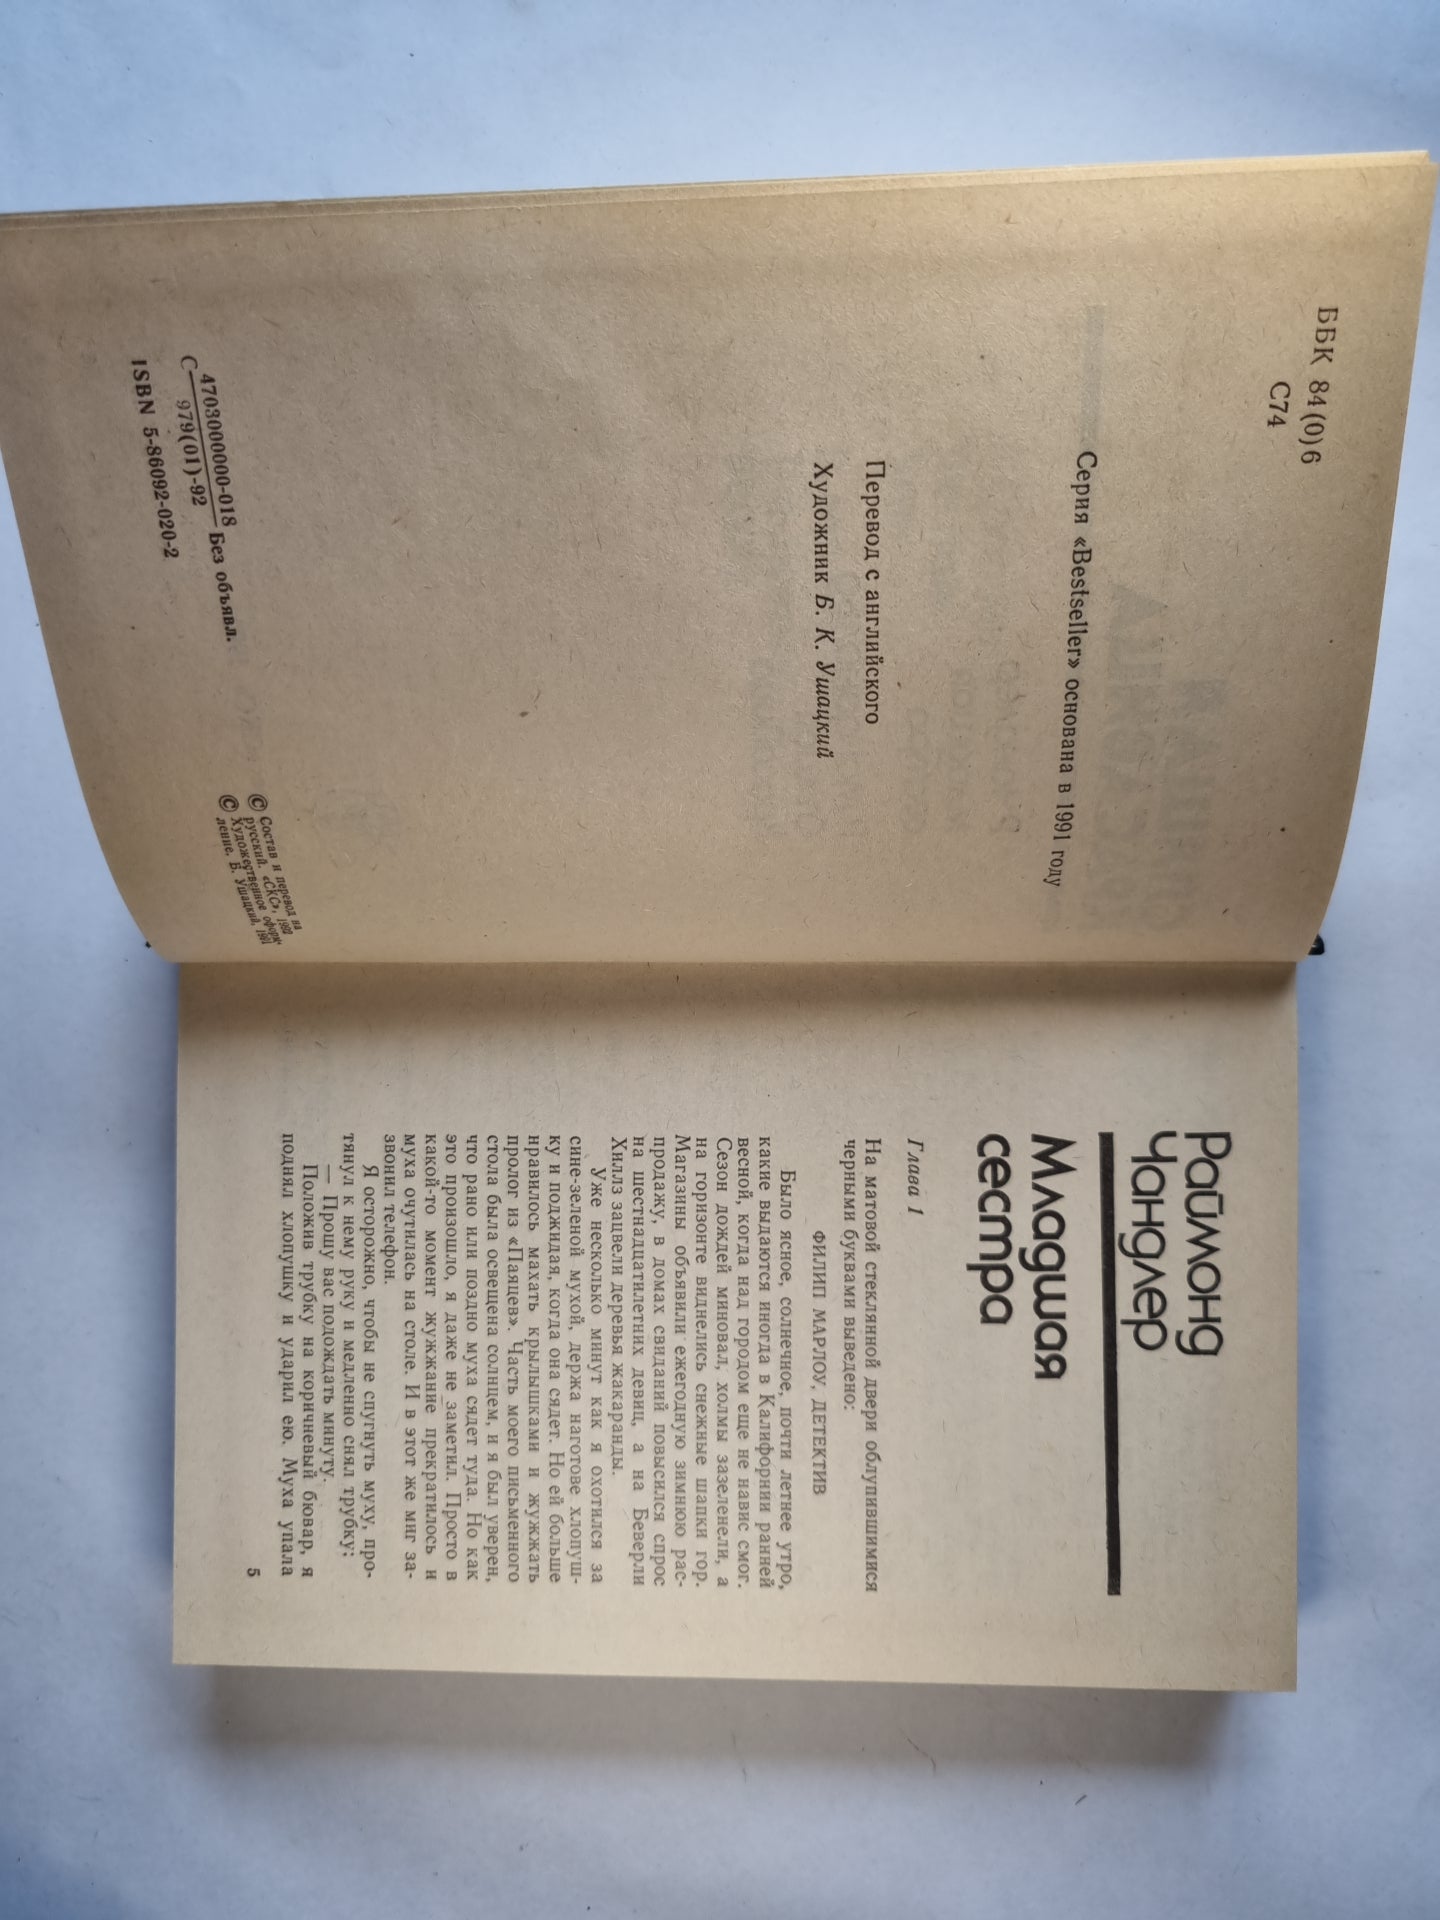 ББК 84(0)6
С74
Серия «Bestseller» основана в 1991 году
Перевод с английского
Художник Б. К. Ушацкий
С 4703000000-018 Без объявл.
979(01)-92
ISBN 5-86092-020-2
© Состав и перевод на
русский. «СКС», 1992
© Художественное оформ-
ление. Б. Ушацкий, 1991
Раймонд
Чандлер
Младшая
сестра
Глава 1
На матовой стеклянной двери облупившимися
черными буквами выведено:
ФИЛИП МАРЛОУ, ДЕТЕКТИВ
Было ясное, солнечное, почти летнее утро,
какие выдаются иногда в Калифорнии ранней
весной, когда над городом еще не навис смог.
Сезон дождей миновал, холмы зазеленели, а
на горизонте виднелись снежные шапки гор.
Магазины объявили ежегодную зимнюю рас-
продажу, в домах свиданий повысился спрос
на шестнадцатилетних девиц, а на Беверли
Хиллз зацвели деревья жакаранды.
Уже несколько минут как я охотился за
сине-зеленой мухой, держа наготове хлопуш-
ку и поджидая, когда она сядет. Но ей больше
нравилось махать крылышками и жужжать
пролог из «Паяцев». Часть моего письменного
стола была освещена солнцем, и я был уверен,
что рано или поздно муха сядет туда. Но как
это произошло, я даже не заметил. Просто в
какой-то момент жужжание прекратилось и
муха очутилась на столе. И в этот же миг за-
звонил телефон.
Я осторожно, чтобы не спугнуть муху, про-
тянул к нему руку и медленно снял трубку:
— Прошу вас подождать минуту.
Положив трубку на коричневый бювар, я
поднял хлопушку и ударил ею. Муха упала
5